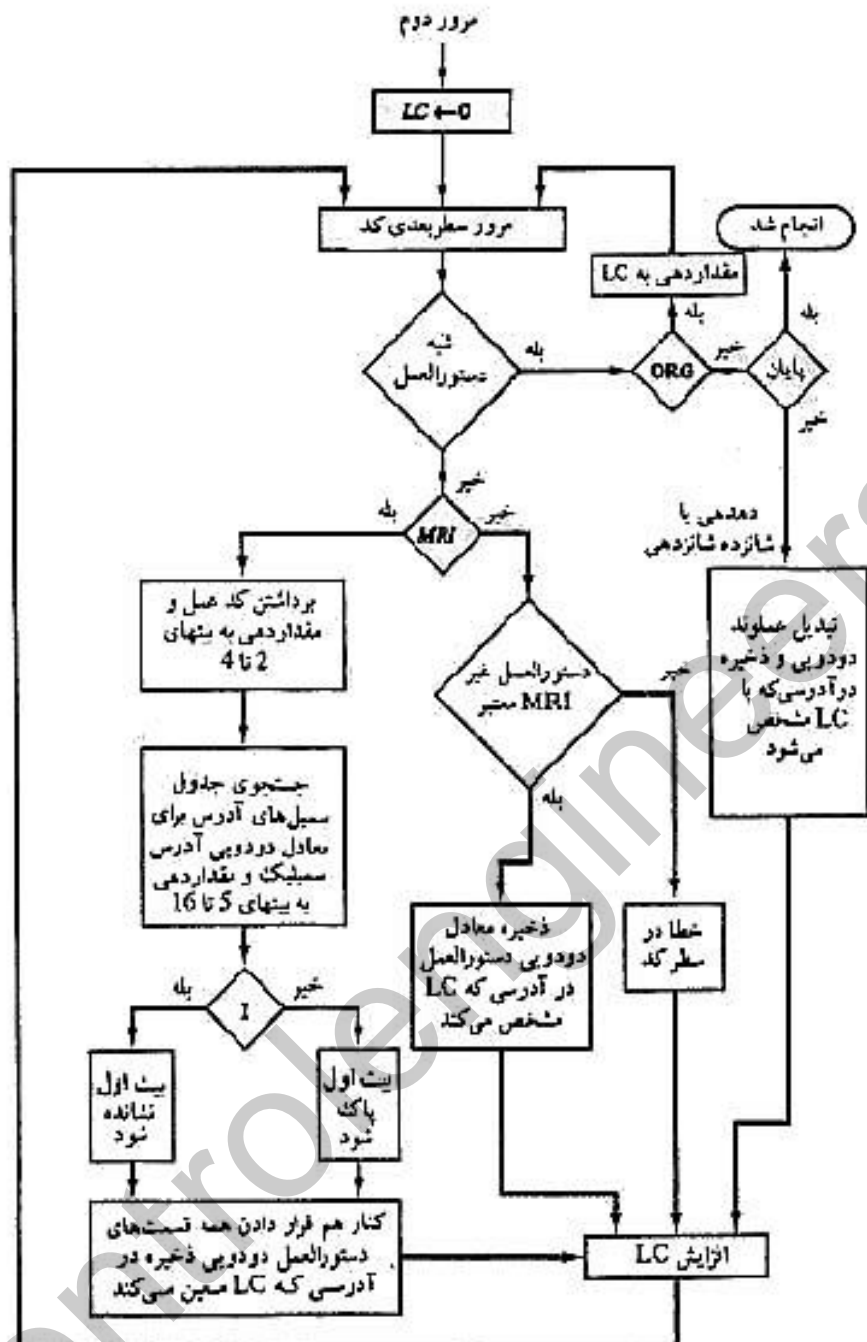 مرور دوم
LC ← 0
مرور سطر بعدی کد
انجام شد
مقداردهی به LC
بله
بله
شبه
دستورالعمل
بله
ORG
خیر
پایان
خیر
خیر
بله
MRI
خیر
دهدهی یا
شانزده شانزدهی
برداشتن کد عمل و
مقداردهی به بیتهای
2 تا 4
دستورالعمل غیر
MRI معتبر
خیر
بله
تبدیل عملوند
دودویی و ذخیره
در آدرسی که با
LC مشخص
می‌شود
جستجوی جدول
سمبل‌های آدرس برای
معادل دودویی آدرس
سمبلیک و مقداردهی
به بیتهای 5 تا 16
ذخیره معادل
دودویی دستورالعمل
در آدرسی که LC
مشخص می‌کند
خطا در
سطر کد
بله
I
خیر
بیت اول
نشانده
شود
بیت اول
پاک
شود
کنار هم قرار دادن همه قسمت‌های
دستورالعمل دودویی ذخیره در
آدرسی که LC معین می‌کند
افزایش LC
controlengineers